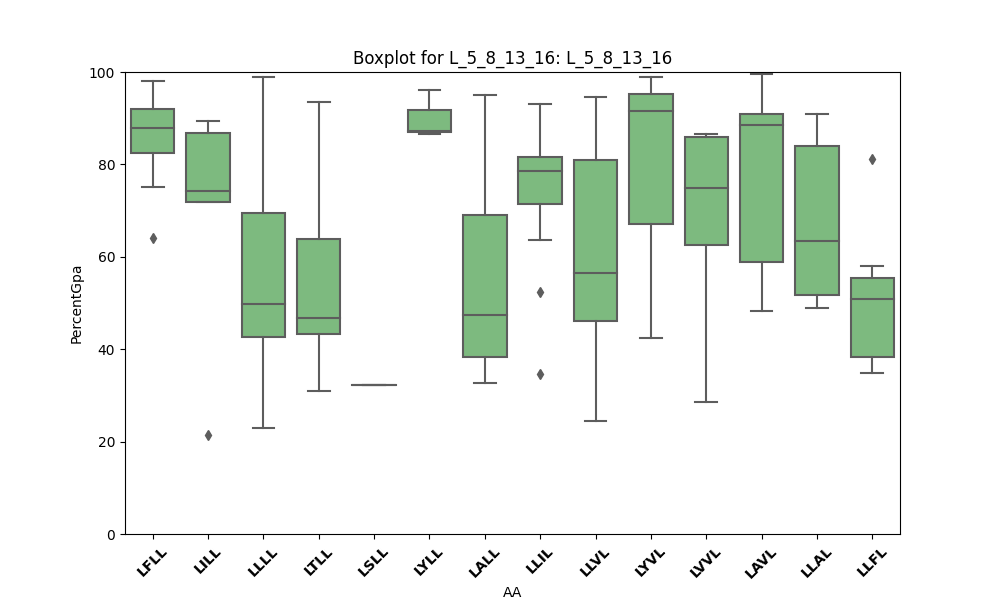 Boxplot for L_5_8_13_16: L_5_8_13_16
PercentGpa
100
80
60
40
20
0
LFLL LILL LLLL LTLL LSLL LYLL LALL LLIL LLVL LYVL LVVL LAVL LLAL LLFL
AA